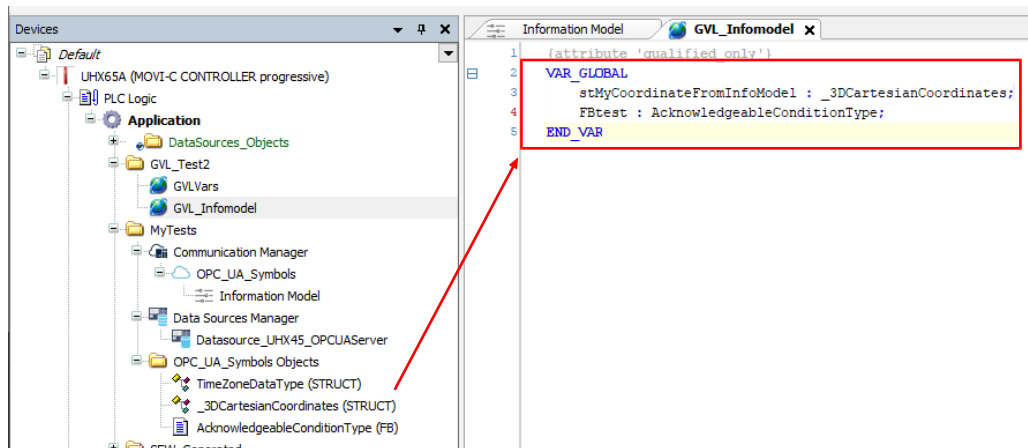 Devices
Default
UHX65A (MOVI-C CONTROLLER progressive)
PLC Logic
Application
DataSources_Objects
GVL_Test2
GVLVars
GVL_Infomodel
MyTests
Communication Manager
OPC_UA_Symbols
Information Model
Data Sources Manager
Datasource_UHX45_OPCUAServer
OPC_UA_Symbols Objects
TimeZoneDataType (STRUCT)
_3DCartesianCoordinates (STRUCT)
AcknowledgeableConditionType (FB)
SEW_Generated
Information Model
GVL_Infomodel
1 {attribute 'qualified_only'}
2 VAR_GLOBAL
3 stMyCoordinateFromInfoModel : _3DCartesianCoordinates;
4 FBtest : AcknowledgeableConditionType;
5 END_VAR